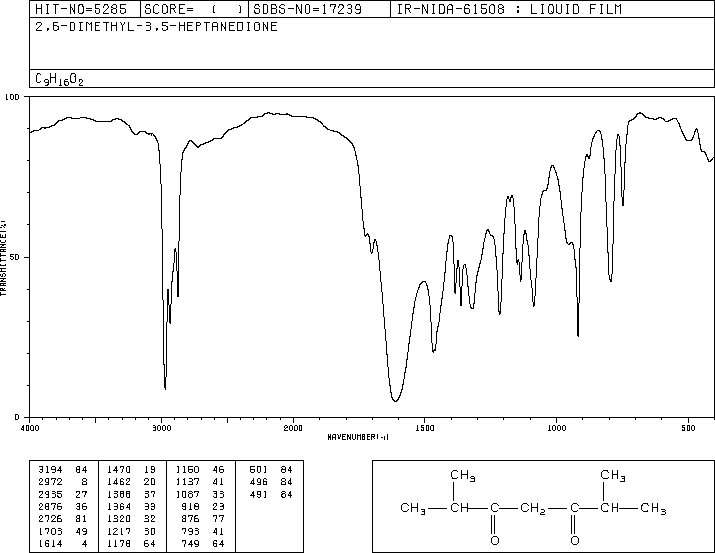 HIT-NO=5285 SCORE= ( ) SDBS-NO=17239 IR-NIDA-61508 : LIQUID FILM
2,6-DIMETHYL-3,5-HEPTANEDIONE
C9H16O2
100
50
0
TRANSMITTANCE(%)
4000 3000 2000 1500 1000 500
WAVENUMBER(-1)
3194 84 1470 19 1150 46 601 84
2972 8 1462 20 1137 41 496 84
2935 27 1388 37 1087 33 491 84
2876 36 1364 33 918 23
2726 81 1320 32 876 77
1703 49 1217 30 793 41
1614 4 1178 64 749 64
CH3 CH3
CH3—CH—C—CH2—C—CH—CH3
O O